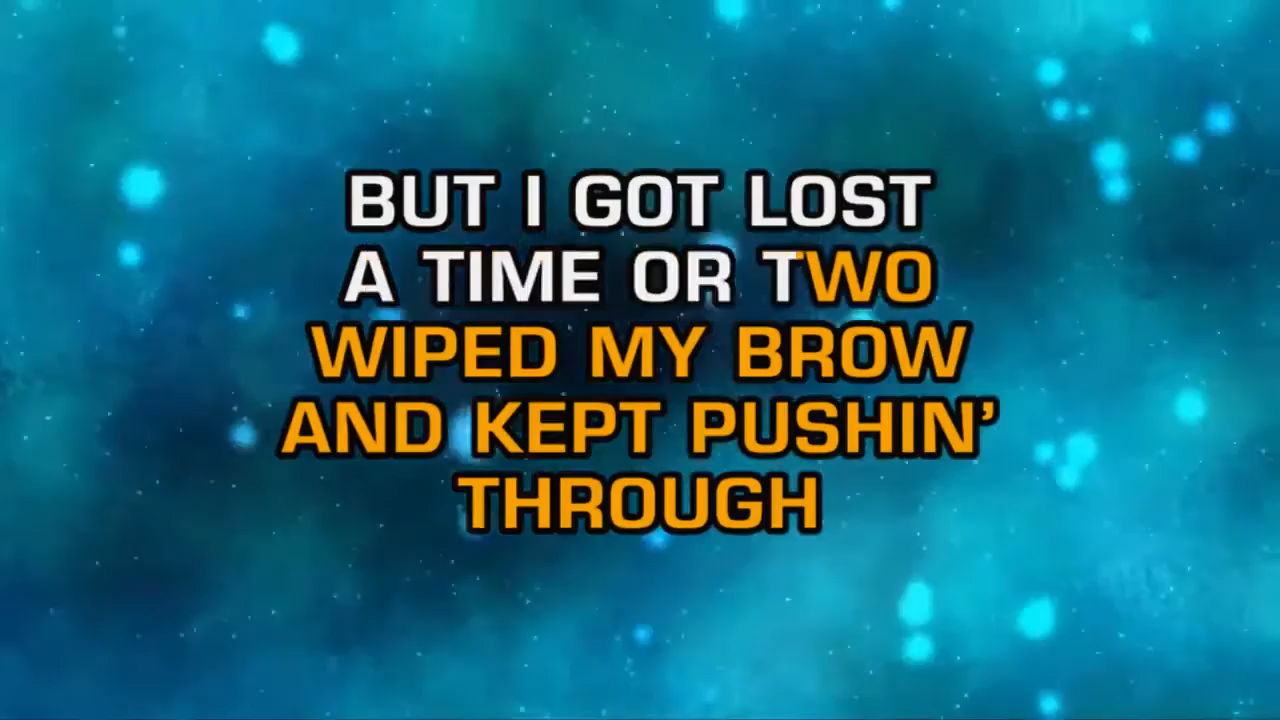 BUT I GOT LOST
A TIME OR TWO
WIPED MY BROW
AND KEPT PUSHIN’
THROUGH